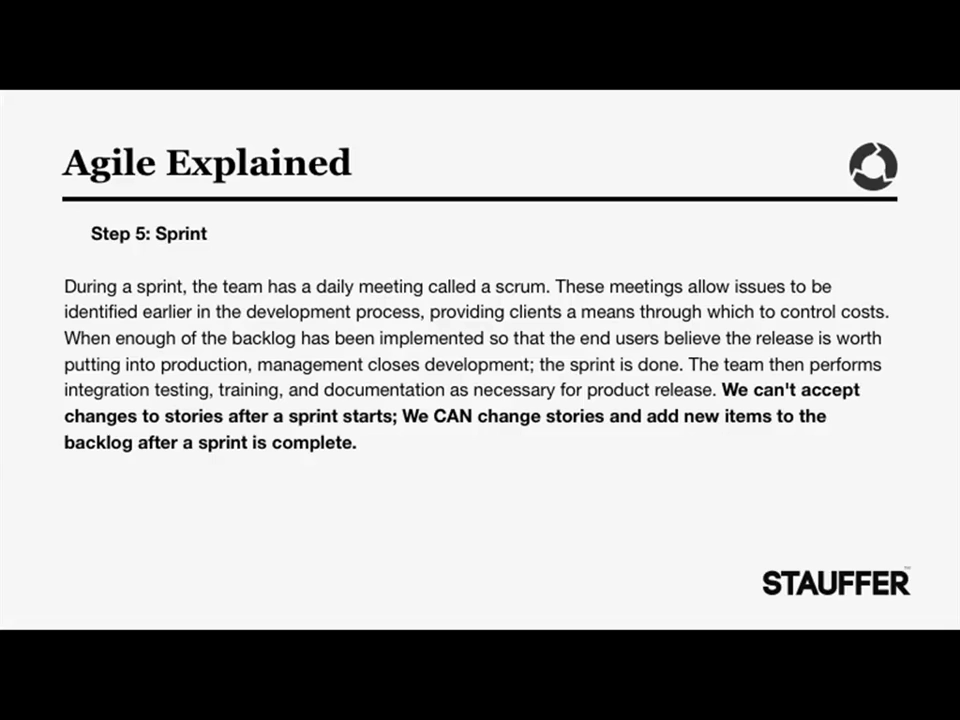 Agile Explained
Step 5: Sprint
During a sprint, the team has a daily meeting called a scrum. These meetings allow issues to be
identified earlier in the development process, providing clients a means through which to control costs.
When enough of the backlog has been implemented so that the end users believe the release is worth
putting into production, management closes development; the sprint is done. The team then performs
integration testing, training, and documentation as necessary for product release. We can't accept
changes to stories after a sprint starts; We CAN change stories and add new items to the
backlog after a sprint is complete.
STAUFFER™